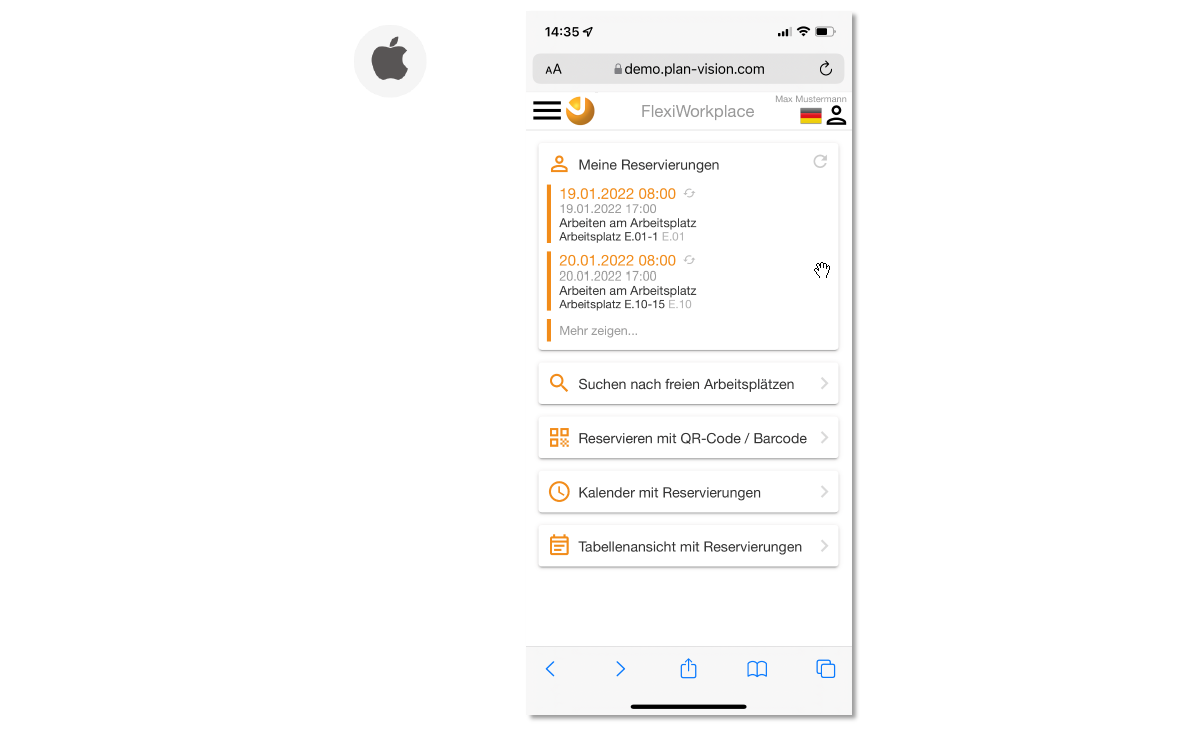 14:35
AA
demo.plan-vision.com
Max Mustermann
FlexiWorkplace
Meine Reservierungen
19.01.2022 08:00
19.01.2022 17:00
Arbeiten am Arbeitsplatz
Arbeitsplatz E.01-1 E.01
20.01.2022 08:00
20.01.2022 17:00
Arbeiten am Arbeitsplatz
Arbeitsplatz E.10-15 E.10
Mehr zeigen...
Suchen nach freien Arbeitsplätzen
Reservieren mit QR-Code / Barcode
Kalender mit Reservierungen
Tabellenansicht mit Reservierungen